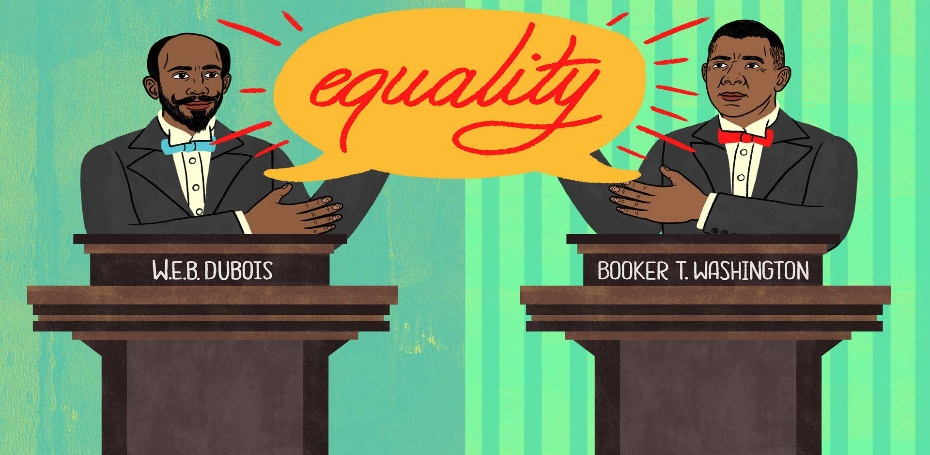 equality
W.E.B. DUBOIS
BOOKER T. WASHINGTON